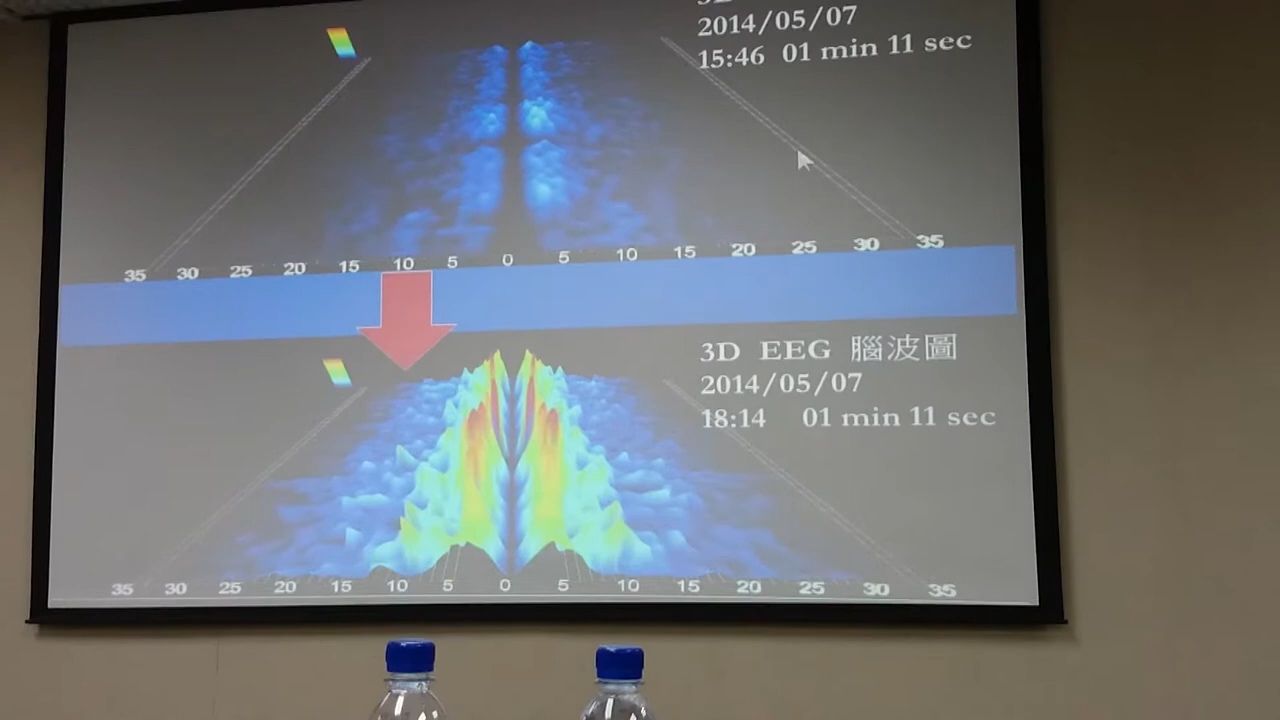 3D
2014/05/07
15:46 01 min 11 sec
35 30 25 20 15 10 5 0 5 10 15 20 25 30 35
3D EEG 腦波圖
2014/05/07
18:14 01 min 11 sec
35 30 25 20 15 10 5 0 5 10 15 20 25 30 35